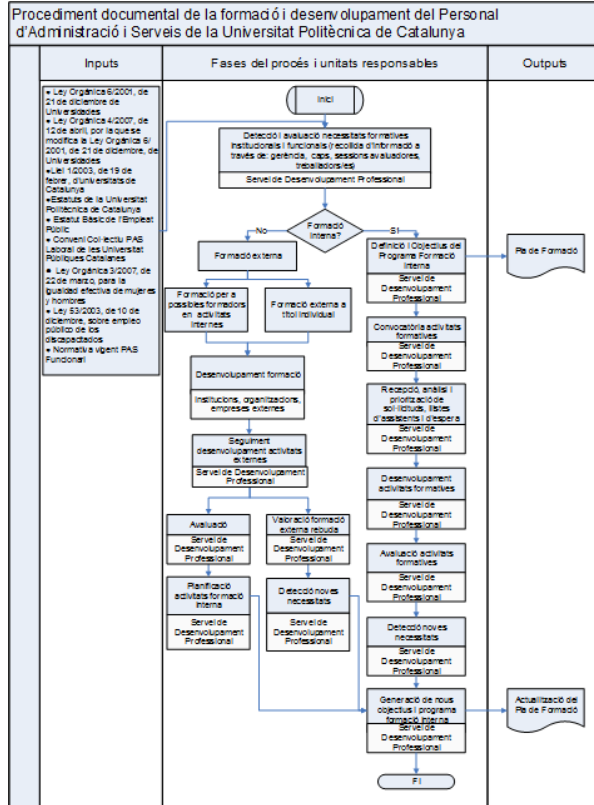 Procediment documental de la formació i desenvolupament del Personal
d'Administració i Serveis de la Universitat Politècnica de Catalunya
Inputs
Fases del procés i unitats responsables
Outputs
● Ley Orgánica 6/2001, de
21 de diciembre de
Universidades
● Ley Orgánica 4/2007, de
12 de abril, por la que se
modifica la Ley Orgánica 6/
2001, de 21 de diciembre, de
Universidades
●Llei 1/2003, de 19 de
febrer, d'universitats de
Catalunya
●Estatuts de la Universitat
Politècnica de Catalunya
● Estatut Bàsic de l'Empleat
Públic
● Conveni Col·lectiu PAS
Laboral de les Universitat
Públiques Catalanes
● Ley Orgánica 3/2007, de
22 de marzo, para la
igualdad efectiva de mujeres
y hombres
● Ley 53/2003, de 10 de
diciembre, sobre empleo
público de los
discapacitados
● Normativa vigent PAS
Funcionari
Inici
Detecció i avaluació necessitats formatives
institucionals i funcionals (recollida d'informació a
través de: gerència, caps, sessions avaluadores,
treballadors/es)
Servei de Desenvolupament Professional
Formació
Interna?
No
SI
Formació externa
Formació per a
possibles formadors
en activitats
internes
Formació externa a
títol individual
Desenvolupament formació
Institucions, organitzacions,
empreses externes
Seguiment
desenvolupament activitats
externes
Servei de Desenvolupament
Professional
Avaluació
Servei de
Desenvolupament
Professional
Valoració formació
externa rebuda
Servei de
Desenvolupament
Professional
Planificació
activitats formació
interna
Servei de
Desenvolupament
Professional
Detecció noves
necessitats
Servei de
Desenvolupament
Professional
Definició i Objectius del
Programa Formació
Interna
Servei de
Desenvolupament
Professional
Convocatòria activitats
formatives
Servei de
Desenvolupament
Professional
Recepció, anàlisi i
priorització de
sol·licituds, llistes
d'assistents i d'espera
Servei de
Desenvolupament
Professional
Desenvolupament
activitats formatives
Servei de
Desenvolupament
Professional
Avaluació activitats
formatives
Servei de
Desenvolupament
Professional
Detecció noves
necessitats
Servei de
Desenvolupament
Professional
Generació de nous
objectius i programa
formació interna
Servei de
Desenvolupament
Professional
FI
Pla de Formació
Actualització del
Pla de Formació